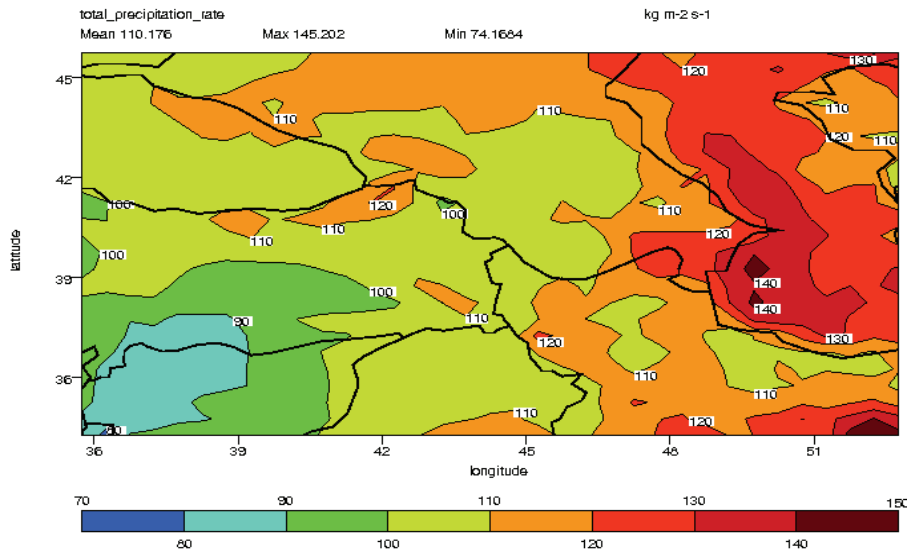 total_precipitation_rate kg m-2 s-1
Mean 110.176 Max 145.202 Min 74.1684
130
45 120
110 110
110 120
110
42
100 120 100 110
110 110 120
100
39
140
100
110 140
90
120 130
36 110 110
80 110 120
36 39 42 45 48 51
latitude
longitude
70 90 110 130 150
80 100 120 140